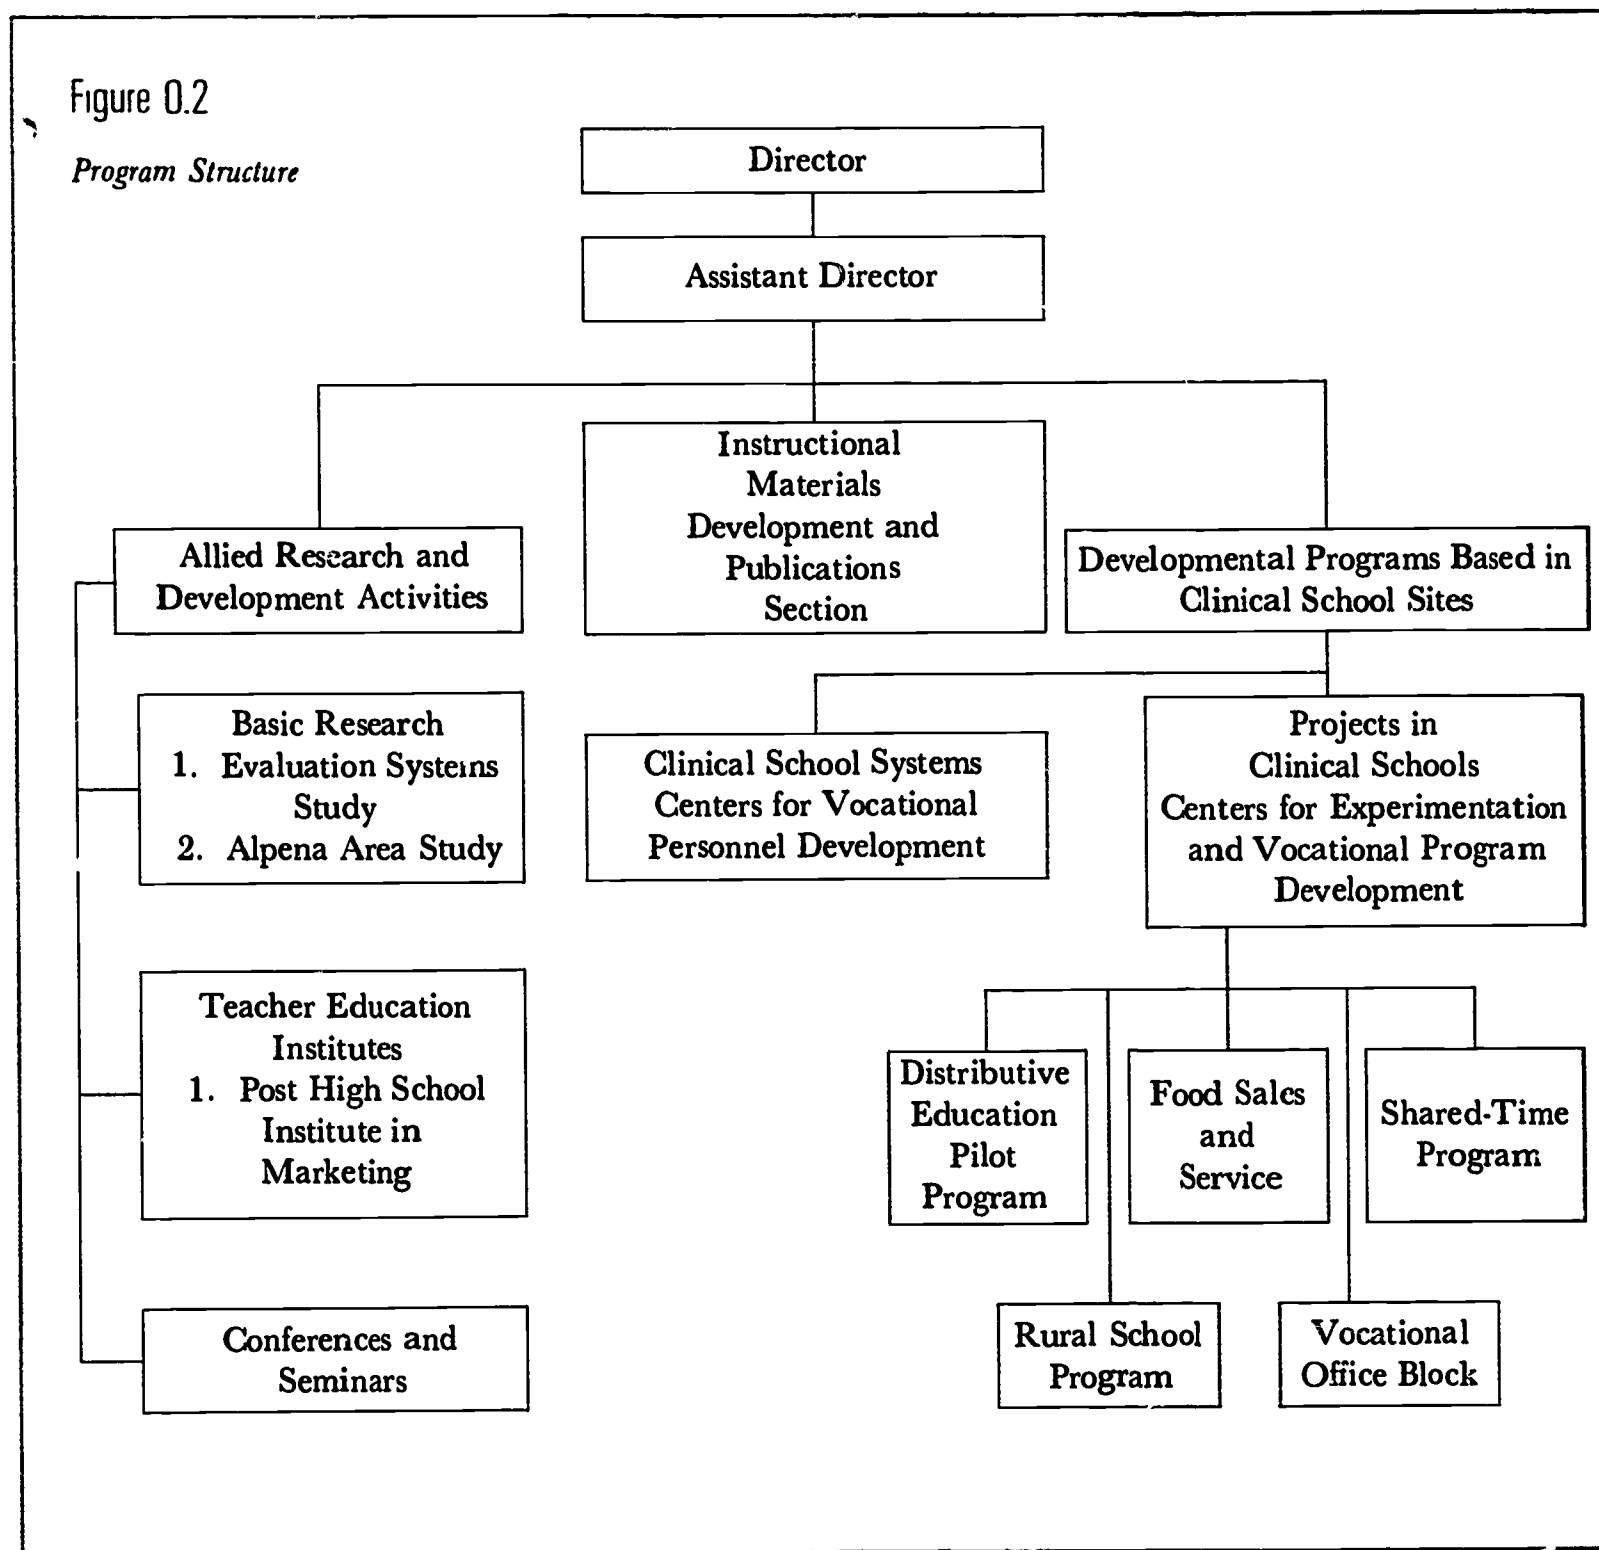 Figure 0.2
Program Structure
Director
Assistant Director
Instructional
Materials
Development and
Publications
Section
Allied Research and
Development Activities
Developmental Programs Based in
Clinical School Sites
Basic Research
1. Evaluation Systems
Study
2. Alpena Area Study
Clinical School Systems
Centers for Vocational
Personnel Development
Projects in
Clinical Schools
Centers for Experimentation
and Vocational Program
Development
Teacher Education
Institutes
1. Post High School
Institute in
Marketing
Distributive
Education
Pilot
Program
Food Sales
and
Service
Shared-Time
Program
Rural School
Program
Vocational
Office Block
Conferences and
Seminars